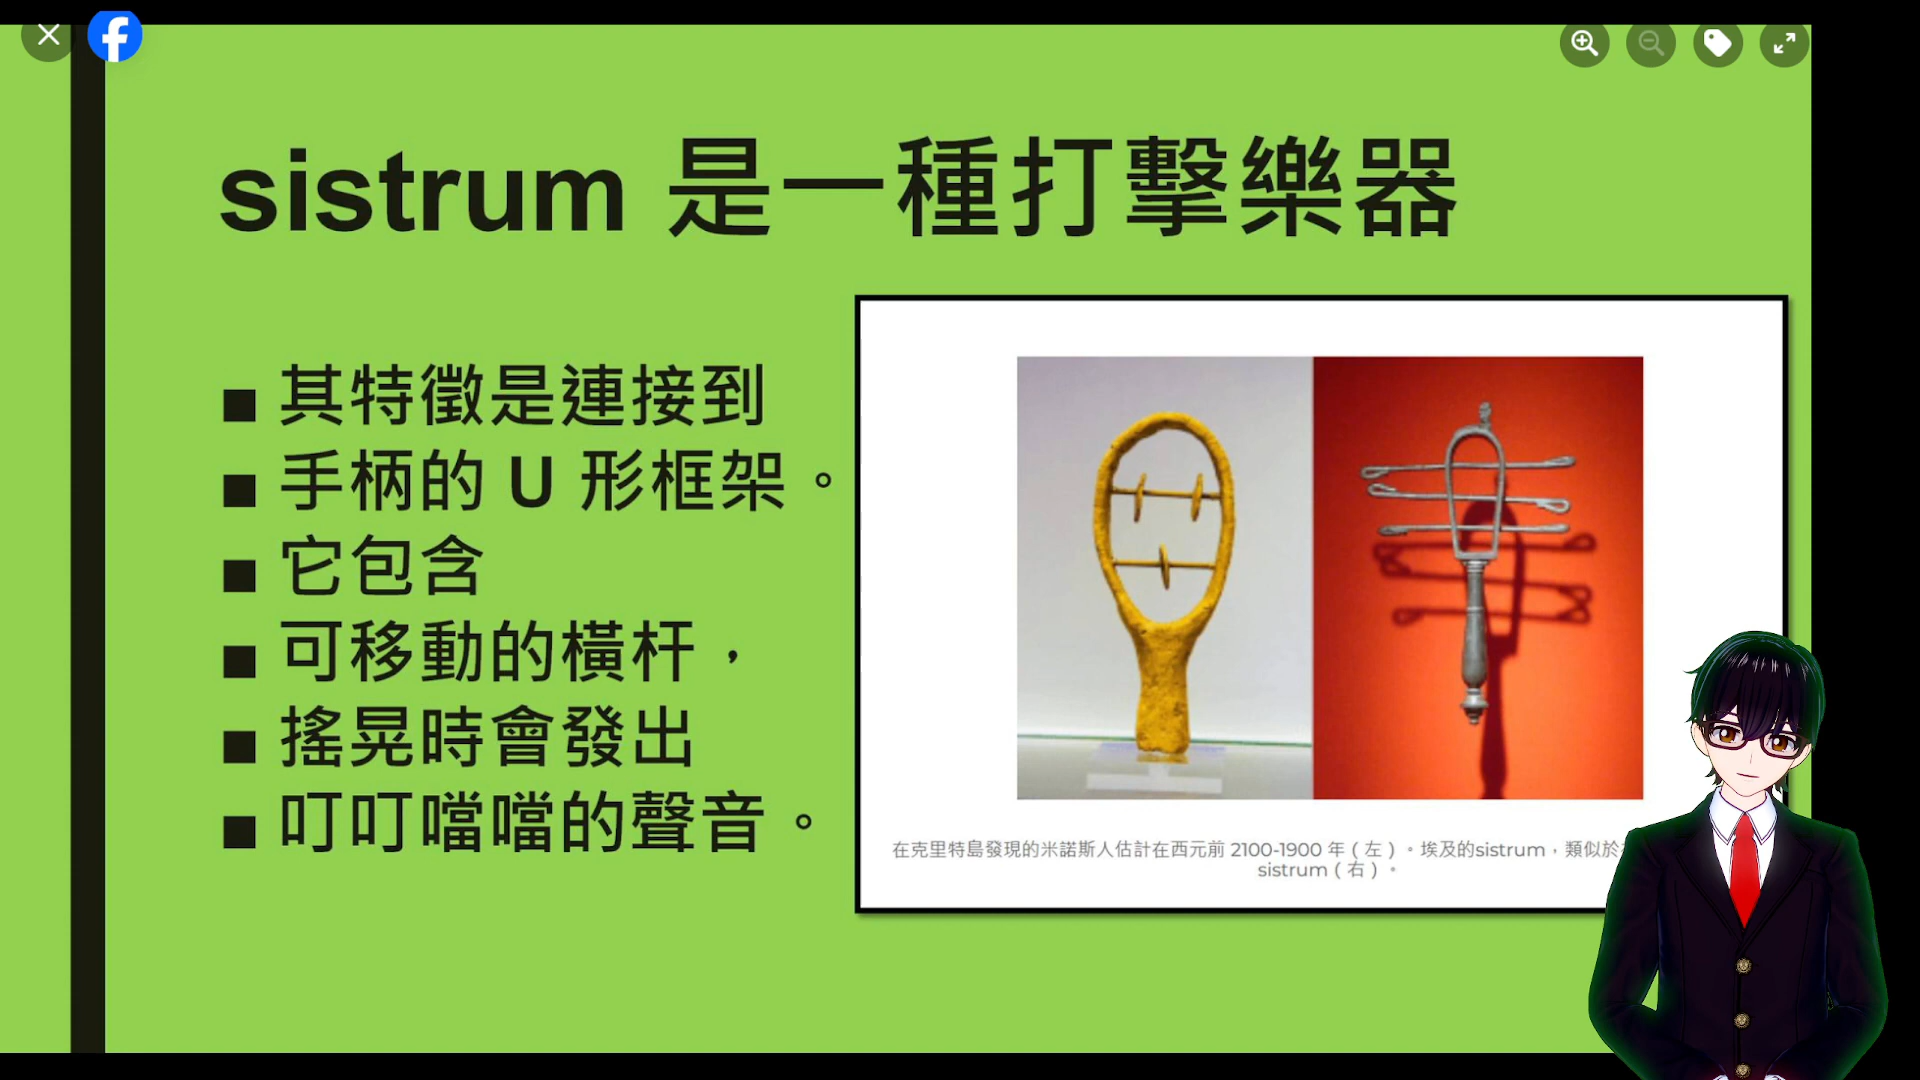 sistrum 是一種打擊樂器
其特徵是連接到
手柄的 U 形框架。
它包含
可移動的橫杆，
搖晃時會發出
叮叮噹噹的聲音。
在克里特島發現的米諾斯人估計在西元前 2100-1900 年（左）。埃及的sistrum，類似於
sistrum（右）。